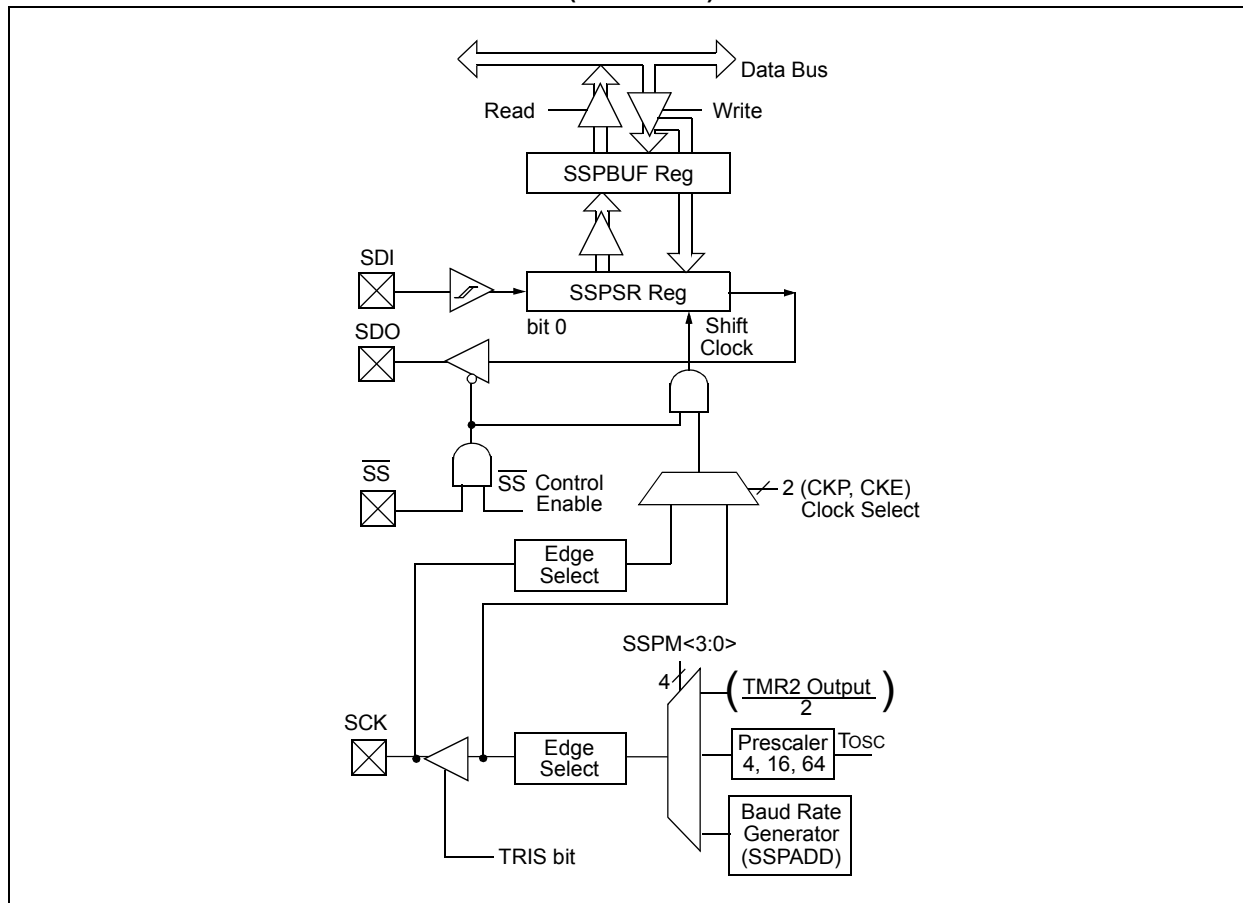 Data Bus
Read
Write
SSPBUF Reg
SDI
SSPSR Reg
bit 0
Shift
Clock
SDO
SS
SS Control
Enable
2 (CKP, CKE)
Clock Select
Edge
Select
SSPM<3:0>
4
( TMR2 Output )
2
SCK
Edge
Select
Prescaler
4, 16, 64
TOSC
Baud Rate
Generator
(SSPADD)
TRIS bit